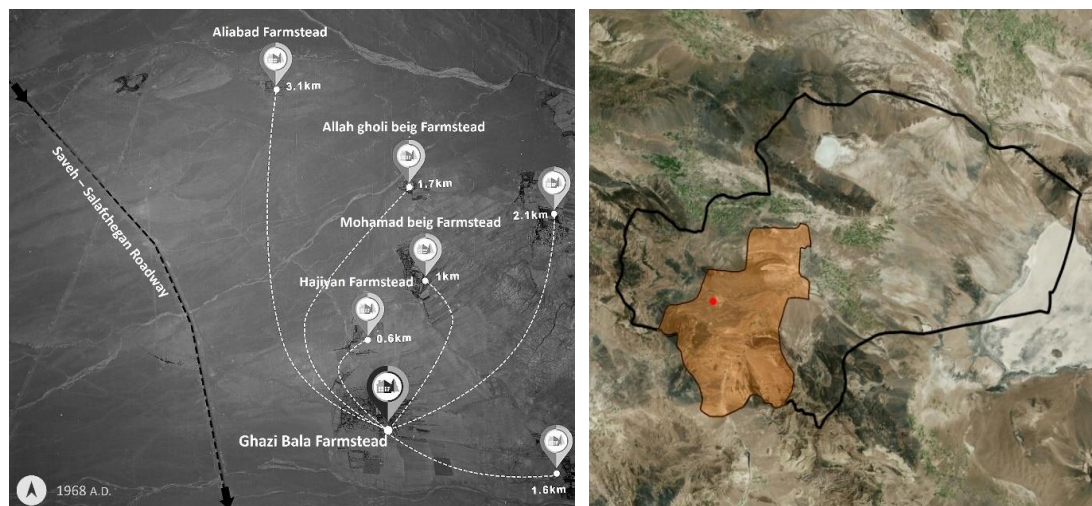 Aliabad Farmstead
3.1km
Allah gholi beig Farmstead
1.7km
2.1km
Mohamad beig Farmstead
1km
Hajiyan Farmstead
0.6km
Saveh – Salafchegan Roadway
17
Ghazi Bala Farmstead
1.6km
1968 A.D.